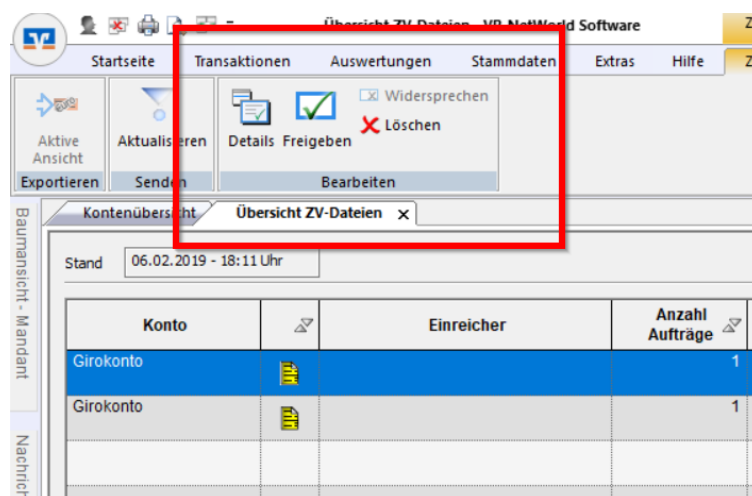 Übersicht ZV-Dateien - VR-NetWorld Software
Startseite Transaktionen Auswertungen Stammdaten Extras Hilfe
Aktive Ansicht
Aktualisieren
Details Freigeben
Widersprechen
Löschen
Exportieren Senden Bearbeiten
Baumansicht - Mandant
Kontenübersicht Übersicht ZV-Dateien x
Stand 06.02.2019 - 18:11 Uhr
Konto Einreicher Anzahl Aufträge
Girokonto 1
Girokonto 1